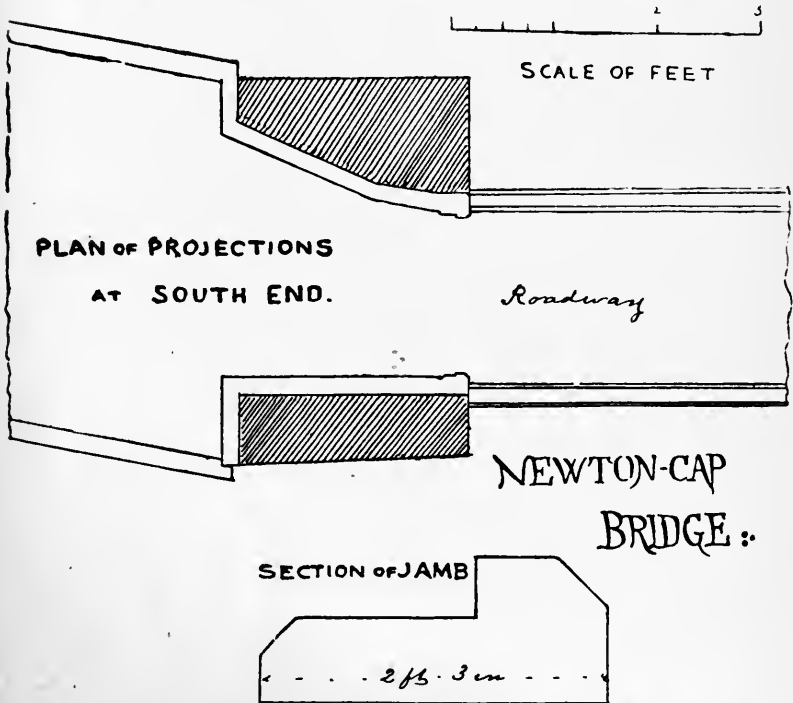 2 3
SCALE OF FEET
PLAN OF PROJECTIONS
AT SOUTH END.
Roadway
NEWTON-CAP
BRIDGE :.
SECTION OF JAMB
2 ft. 3 in